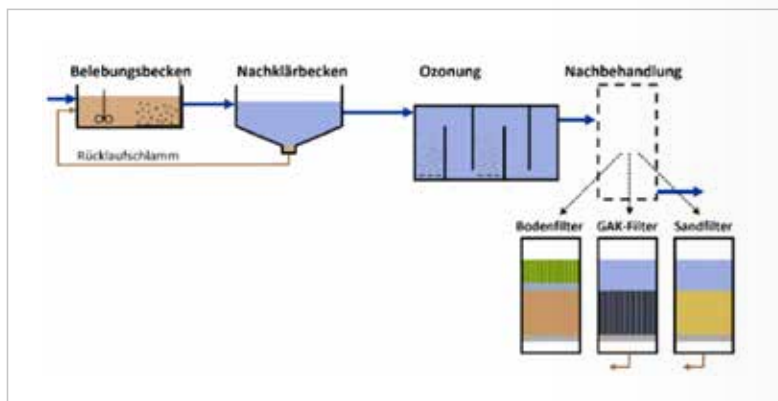 Belebungsbecken
Nachklärbecken
Ozonung
Nachbehandlung
Rücklaufschlamm
Bodenfilter
GAK-Filter
Sandfilter